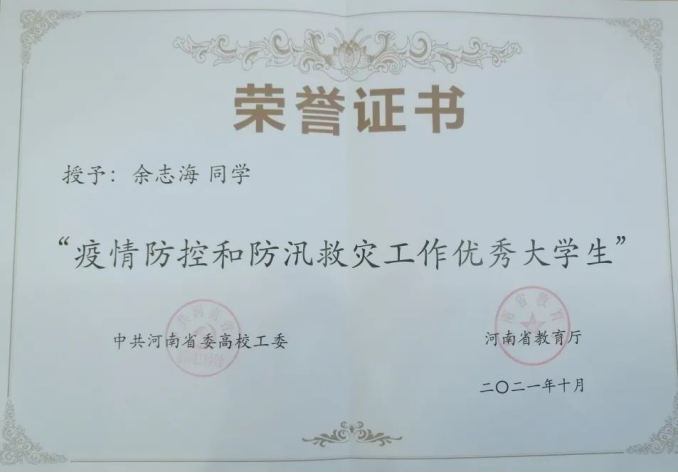 荣誉证书
授予：余志海 同学
“疫情防控和防汛救灾工作优秀大学生”
中共河南省委高校工委
河南省教育厅
二〇二一年十月